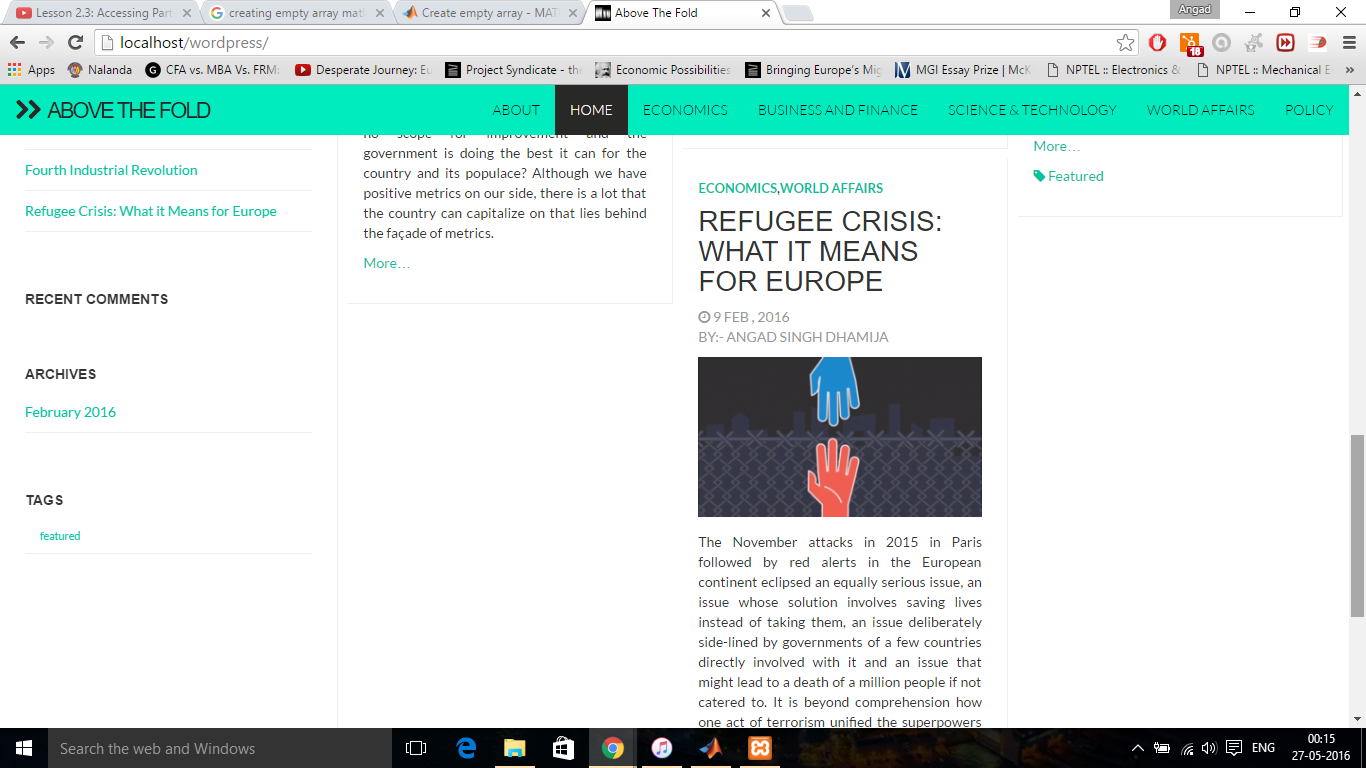 Lesson 2.3: Accessing Part
creating empty array matl
Create empty array - MAT
Above The Fold
Angad
localhost/wordpress/
18
Apps
Nalanda
CFA vs. MBA Vs. FRM:
Desperate Journey: Eu
Project Syndicate - the
Economic Possibilities
Bringing Europe's Mig
MGI Essay Prize | McK
NPTEL :: Electronics &
NPTEL :: Mechanical E
»
ABOVE THE FOLD
ABOUT
HOME
ECONOMICS
BUSINESS AND FINANCE
SCIENCE & TECHNOLOGY
WORLD AFFAIRS
POLICY
Fourth Industrial Revolution
Refugee Crisis: What it Means for Europe
RECENT COMMENTS
ARCHIVES
February 2016
TAGS
featured
no scope for improvement and the
government is doing the best it can for the
country and its populace? Although we have
positive metrics on our side, there is a lot that
the country can capitalize on that lies behind
the façade of metrics.
More…
ECONOMICS,WORLD AFFAIRS
REFUGEE CRISIS:
WHAT IT MEANS
FOR EUROPE
9 FEB , 2016
BY:- ANGAD SINGH DHAMIJA
The November attacks in 2015 in Paris
followed by red alerts in the European
continent eclipsed an equally serious issue, an
issue whose solution involves saving lives
instead of taking them, an issue deliberately
side-lined by governments of a few countries
directly involved with it and an issue that
might lead to a death of a million people if not
catered to. It is beyond comprehension how
one act of terrorism unified the superpowers
More…
Featured
Search the web and Windows
ENG
00:15
27-05-2016